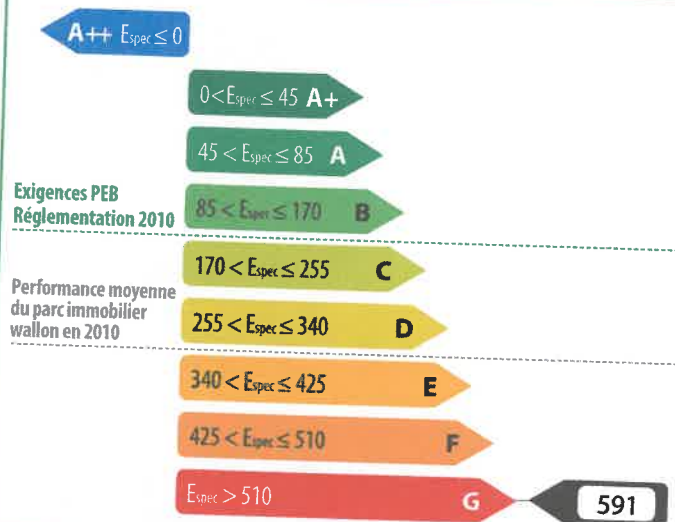 A++ Espec ≤ 0
0 < Espec ≤ 45 A+
45 < Espec ≤ 85 A
Exigences PEB
Réglementation 2010
85 < Espec ≤ 170 B
170 < Espec ≤ 255 C
Performance moyenne
du parc immobilier
wallon en 2010
255 < Espec ≤ 340 D
340 < Espec ≤ 425 E
425 < Espec ≤ 510 F
Espec > 510 G
591